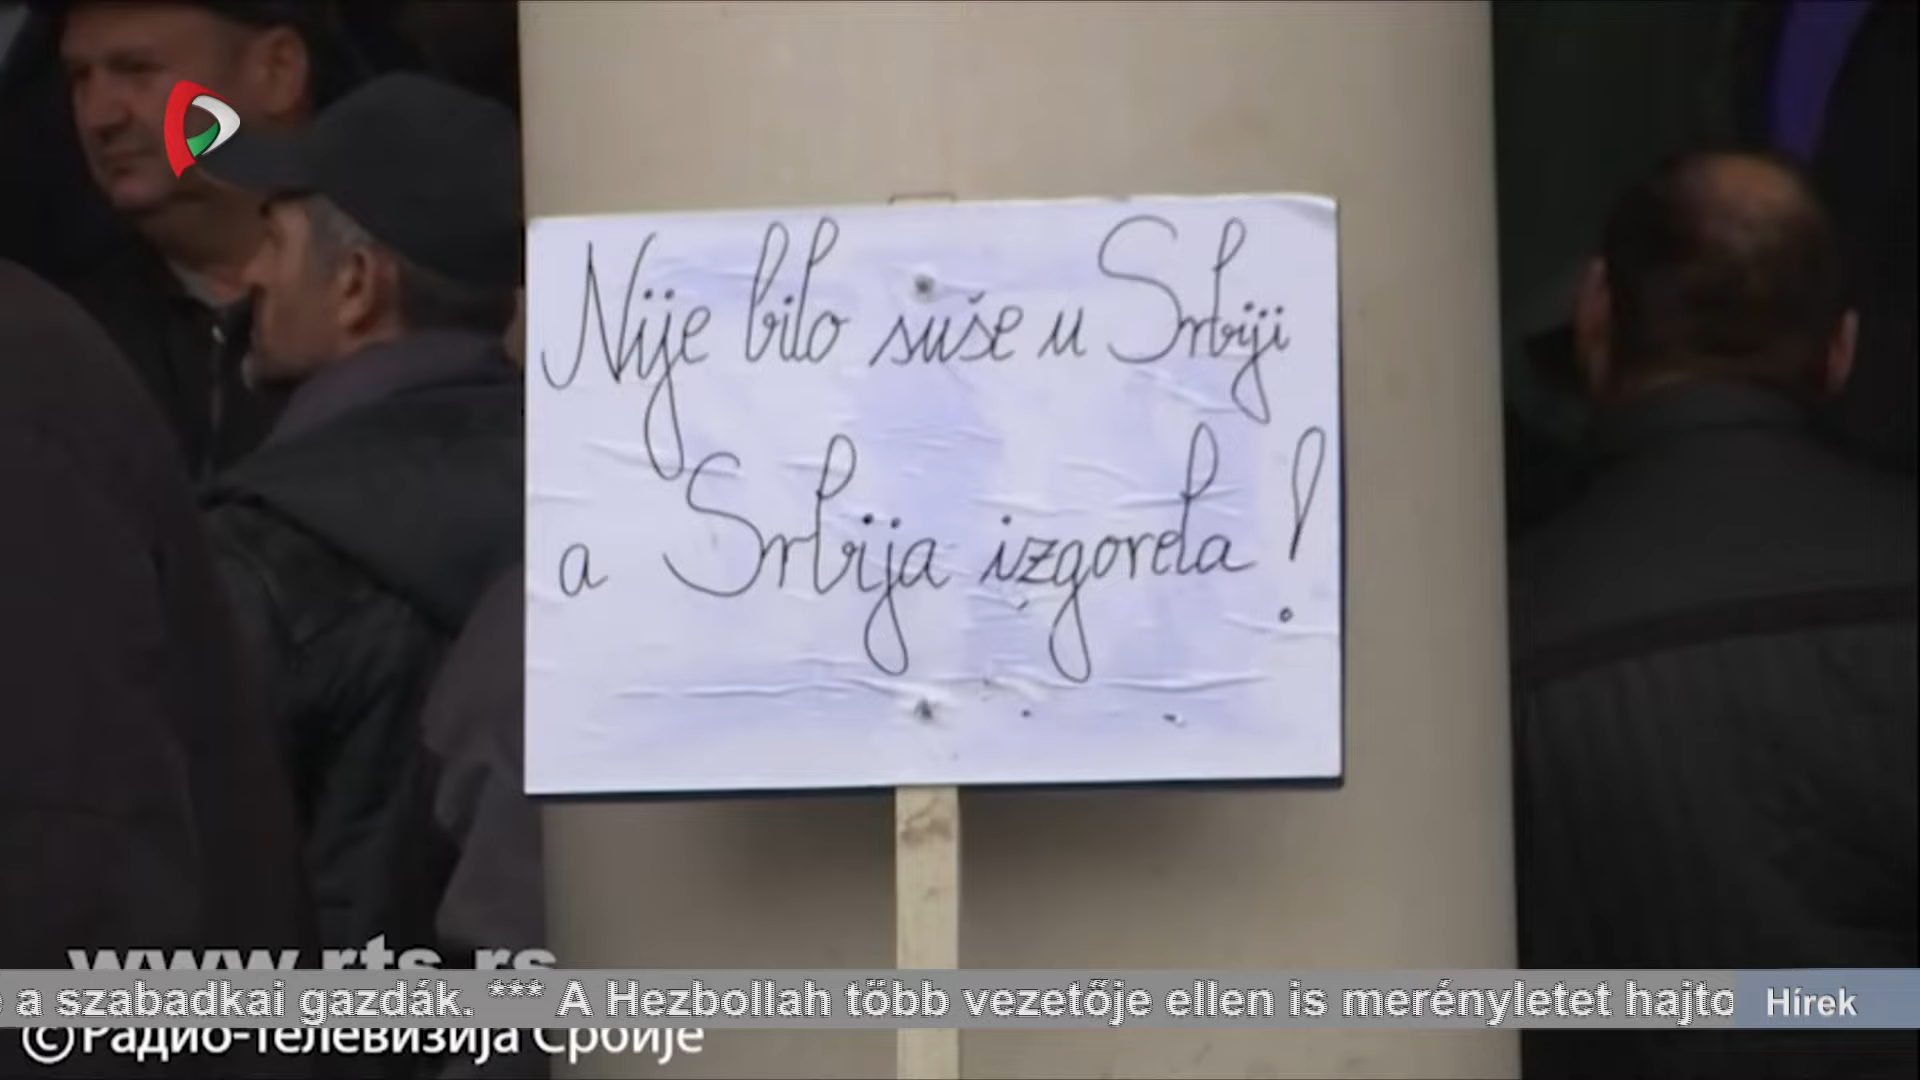 Nije bilo suše u Srbiji
a Srbija izgorela!
www.rts.rs
a szabadkai gazdák. *** A Hezbollah több vezetője ellen is merényletet hajto
Hírek
©Радио-телевизија Србије